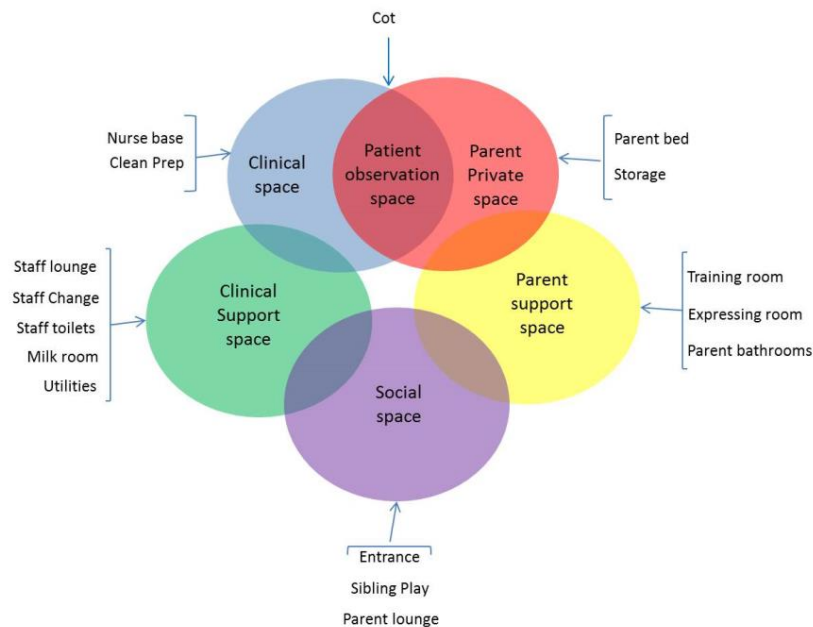 Cot
Nurse base
Clean Prep
Clinical
space
Patient
observation
space
Parent
Private
space
Parent bed
Storage
Staff lounge
Staff Change
Staff toilets
Milk room
Utilities
Clinical
Support
space
Parent
support
space
Training room
Expressing room
Parent bathrooms
Social
space
Entrance
Sibling Play
Parent lounge